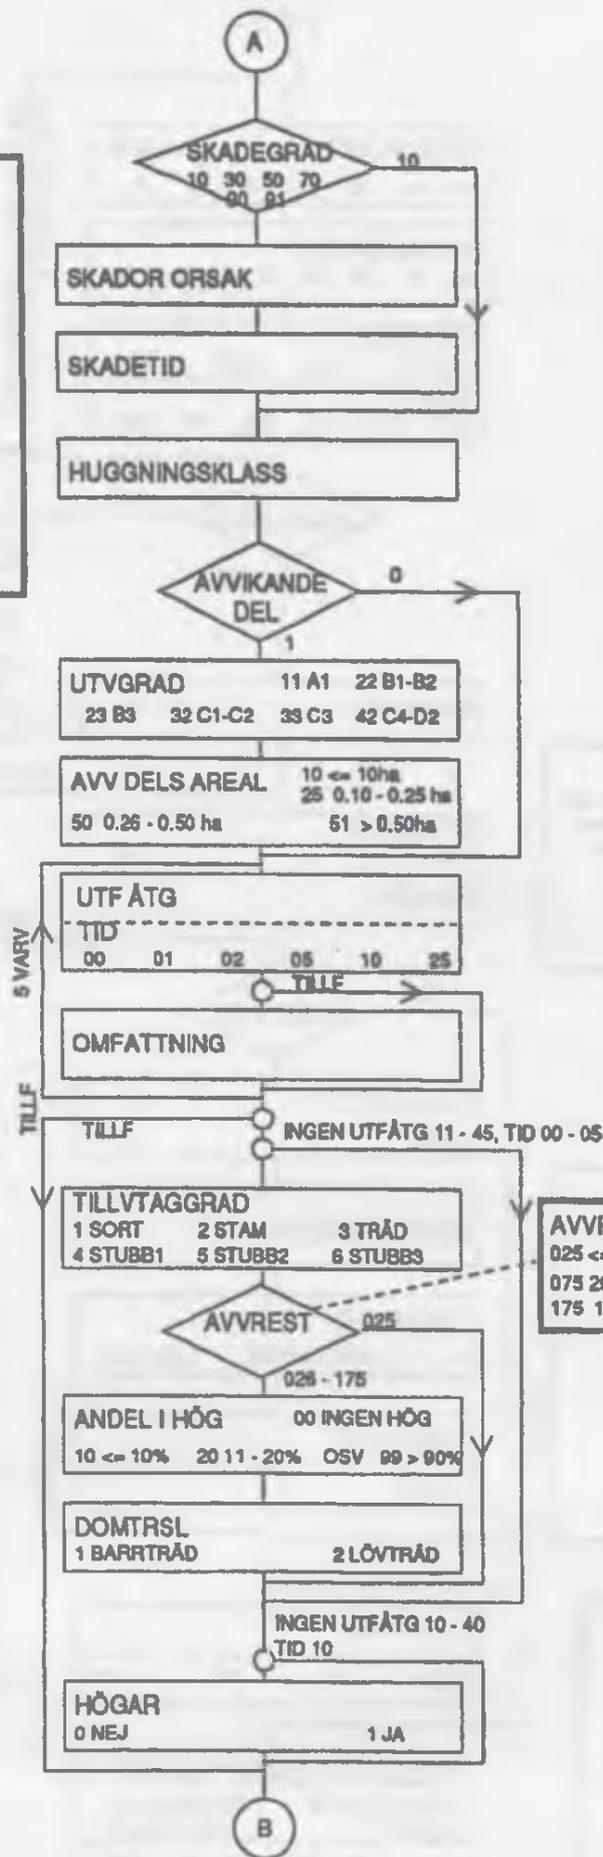 A
SKADEGRAD
10 30 50 70
90 91
10
SKADOR ORSAK
SKADETID
HUGGNINGSKLASS
AVVIKANDE
DEL
0
1
UTVGRAD 11 A1 22 B1-B2
23 B3 32 C1-C2 33 C3 42 C4-D2
AVV DELS AREAL 10 <= 10ha
25 0.10 - 0.25 ha
50 0.26 - 0.50 ha 51 > 0.50ha
UTF ÅTG
TID
00 01 02 05 10 25
5 VARV
TILLF
OMFATTNING
TILLF
TILLF
INGEN UTFÅTG 11 - 45, TID 00 - 05
TILLVTAGGRAD
1 SORT 2 STAM 3 TRÄD
4 STUBB1 5 STUBB2 6 STUBB3
025 <=
175 1
AVVREST
025
026 - 175
ANDEL I HÖG 00 INGEN HÖG
10 <= 10% 20 11 - 20% OSV 99 > 90%
DOMTRSL
1 BARRTRÄD 2 LÖVTRÄD
INGEN UTFÅTG 10 - 40
TID 10
HÖGAR
0 NEJ 1 JA
B